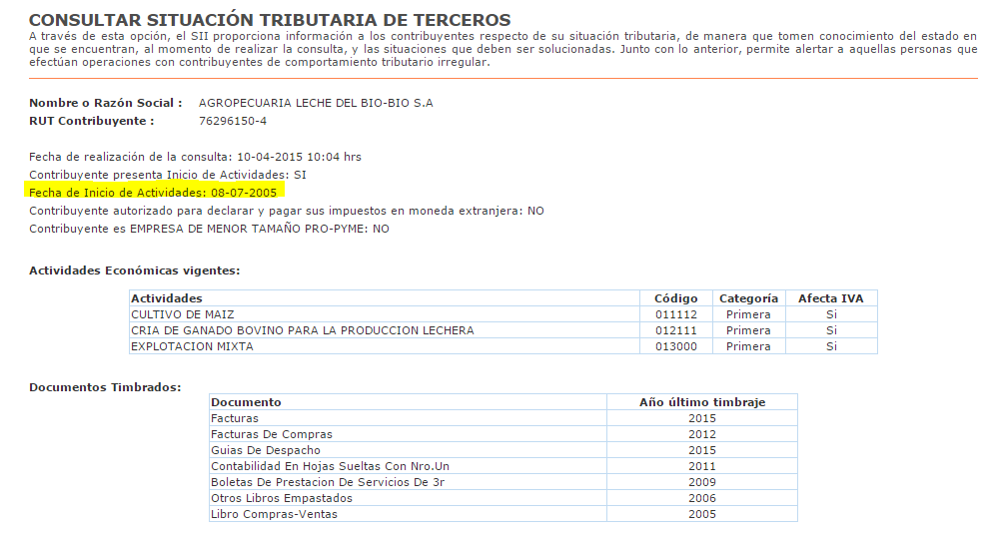 CONSULTAR SITUACIÓN TRIBUTARIA DE TERCEROS
A través de esta opción, el SII proporciona información a los contribuyentes respecto de su situación tributaria, de manera que tomen conocimiento del estado en
que se encuentran, al momento de realizar la consulta, y las situaciones que deben ser solucionadas. Junto con lo anterior, permite alertar a aquellas personas que
efectúan operaciones con contribuyentes de comportamiento tributario irregular.
Nombre o Razón Social : AGROPECUARIA LECHE DEL BIO-BIO S.A
RUT Contribuyente : 76296150-4
Fecha de realización de la consulta: 10-04-2015 10:04 hrs
Contribuyente presenta Inicio de Actividades: SI
Fecha de Inicio de Actividades: 08-07-2005
Contribuyente autorizado para declarar y pagar sus impuestos en moneda extranjera: NO
Contribuyente es EMPRESA DE MENOR TAMAÑO PRO-PYME: NO
Actividades Económicas vigentes:
Actividades Código Categoría Afecta IVA
CULTIVO DE MAIZ 011112 Primera Si
CRIA DE GANADO BOVINO PARA LA PRODUCCION LECHERA 012111 Primera Si
EXPLOTACION MIXTA 013000 Primera Si
Documentos Timbrados:
Documento Año último timbraje
Facturas 2015
Facturas De Compras 2012
Guias De Despacho 2015
Contabilidad En Hojas Sueltas Con Nro.Un 2011
Boletas De Prestacion De Servicios De 3r 2009
Otros Libros Empastados 2006
Libro Compras-Ventas 2005